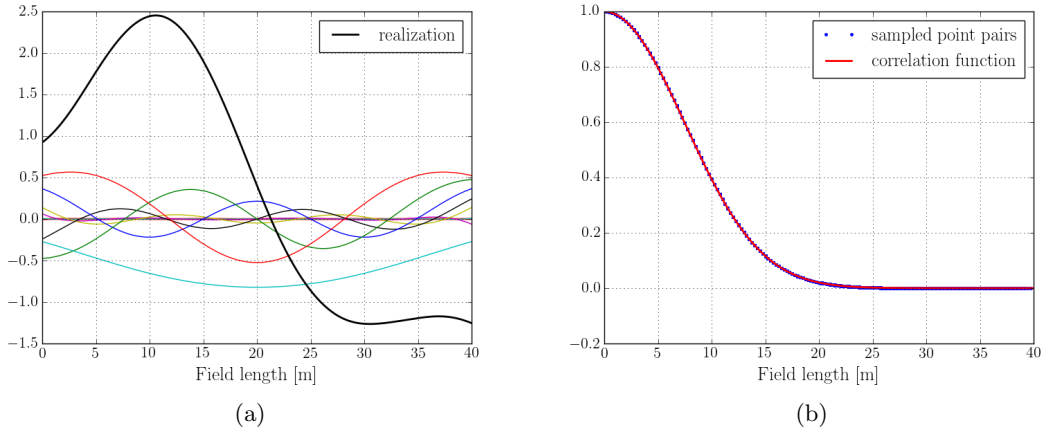 2.5
2.0
1.5
1.0
0.5
0.0
−0.5
−1.0
−1.5
0 5 10 15 20 25 30 35 40
Field length [m]
realization
(a)
1.0
0.8
0.6
0.4
0.2
0.0
−0.2
0 5 10 15 20 25 30 35 40
Field length [m]
sampled point pairs
correlation function
(b)